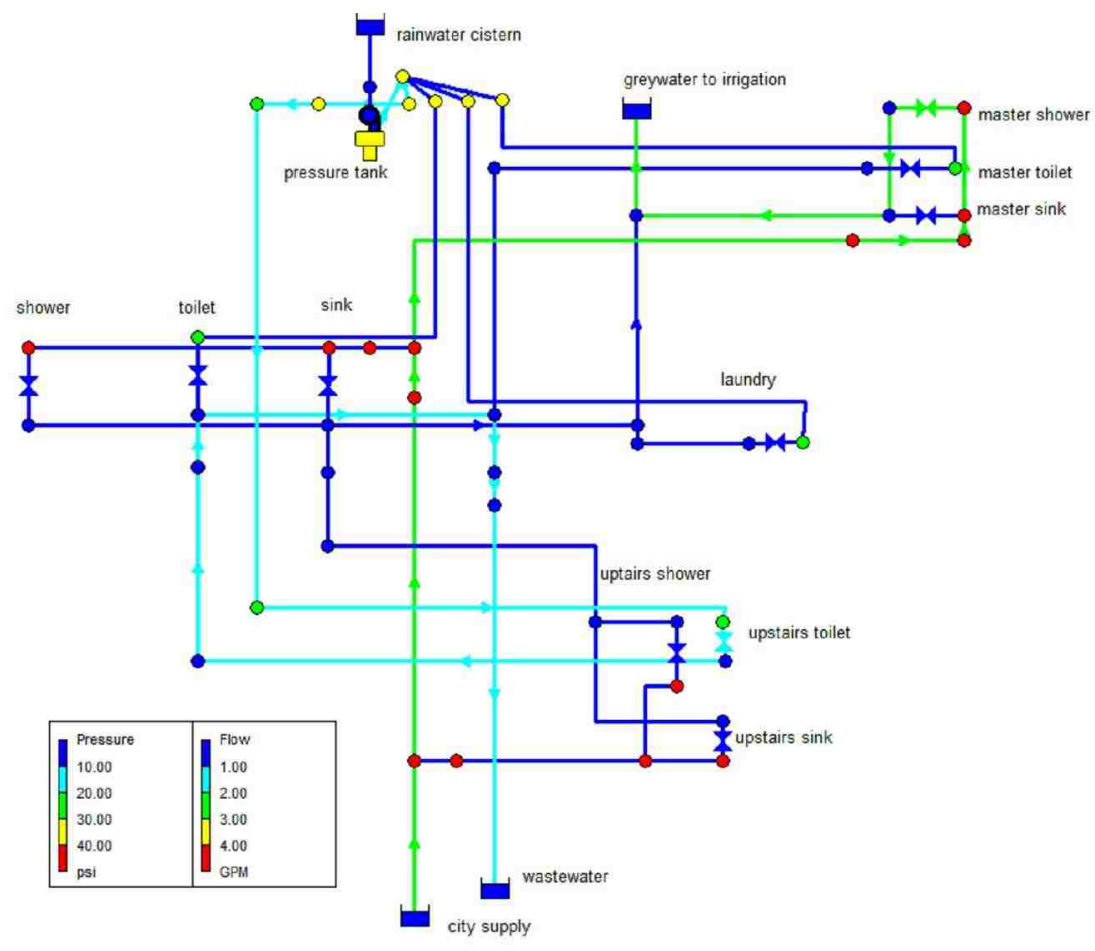 rainwater cistern
greywater to irrigation
master shower
pressure tank
master toilet
master sink
shower
toilet
sink
laundry
uptairs shower
upstairs toilet
upstairs sink
Pressure
10.00
20.00
30.00
40.00
psi
Flow
1.00
2.00
3.00
4.00
GPM
wastewater
city supply